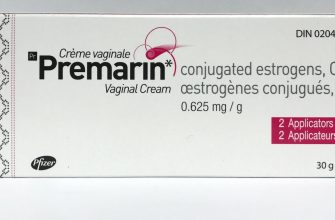 DIN 0204
Crème vaginale
Pr Premarin*
Vaginal Cream
conjugated estrogens, C
œstrogènes conjugués,
0.625 mg / g
2 Applicators
2 Applicateurs
Pfizer
30 g